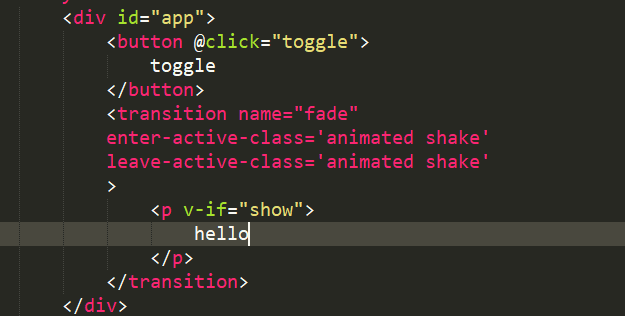 <div id="app">
<button @click="toggle">
toggle
</button>
<transition name="fade"
enter-active-class='animated shake'
leave-active-class='animated shake'
>
<p v-if="show">
hello
</p>
</transition>
</div>